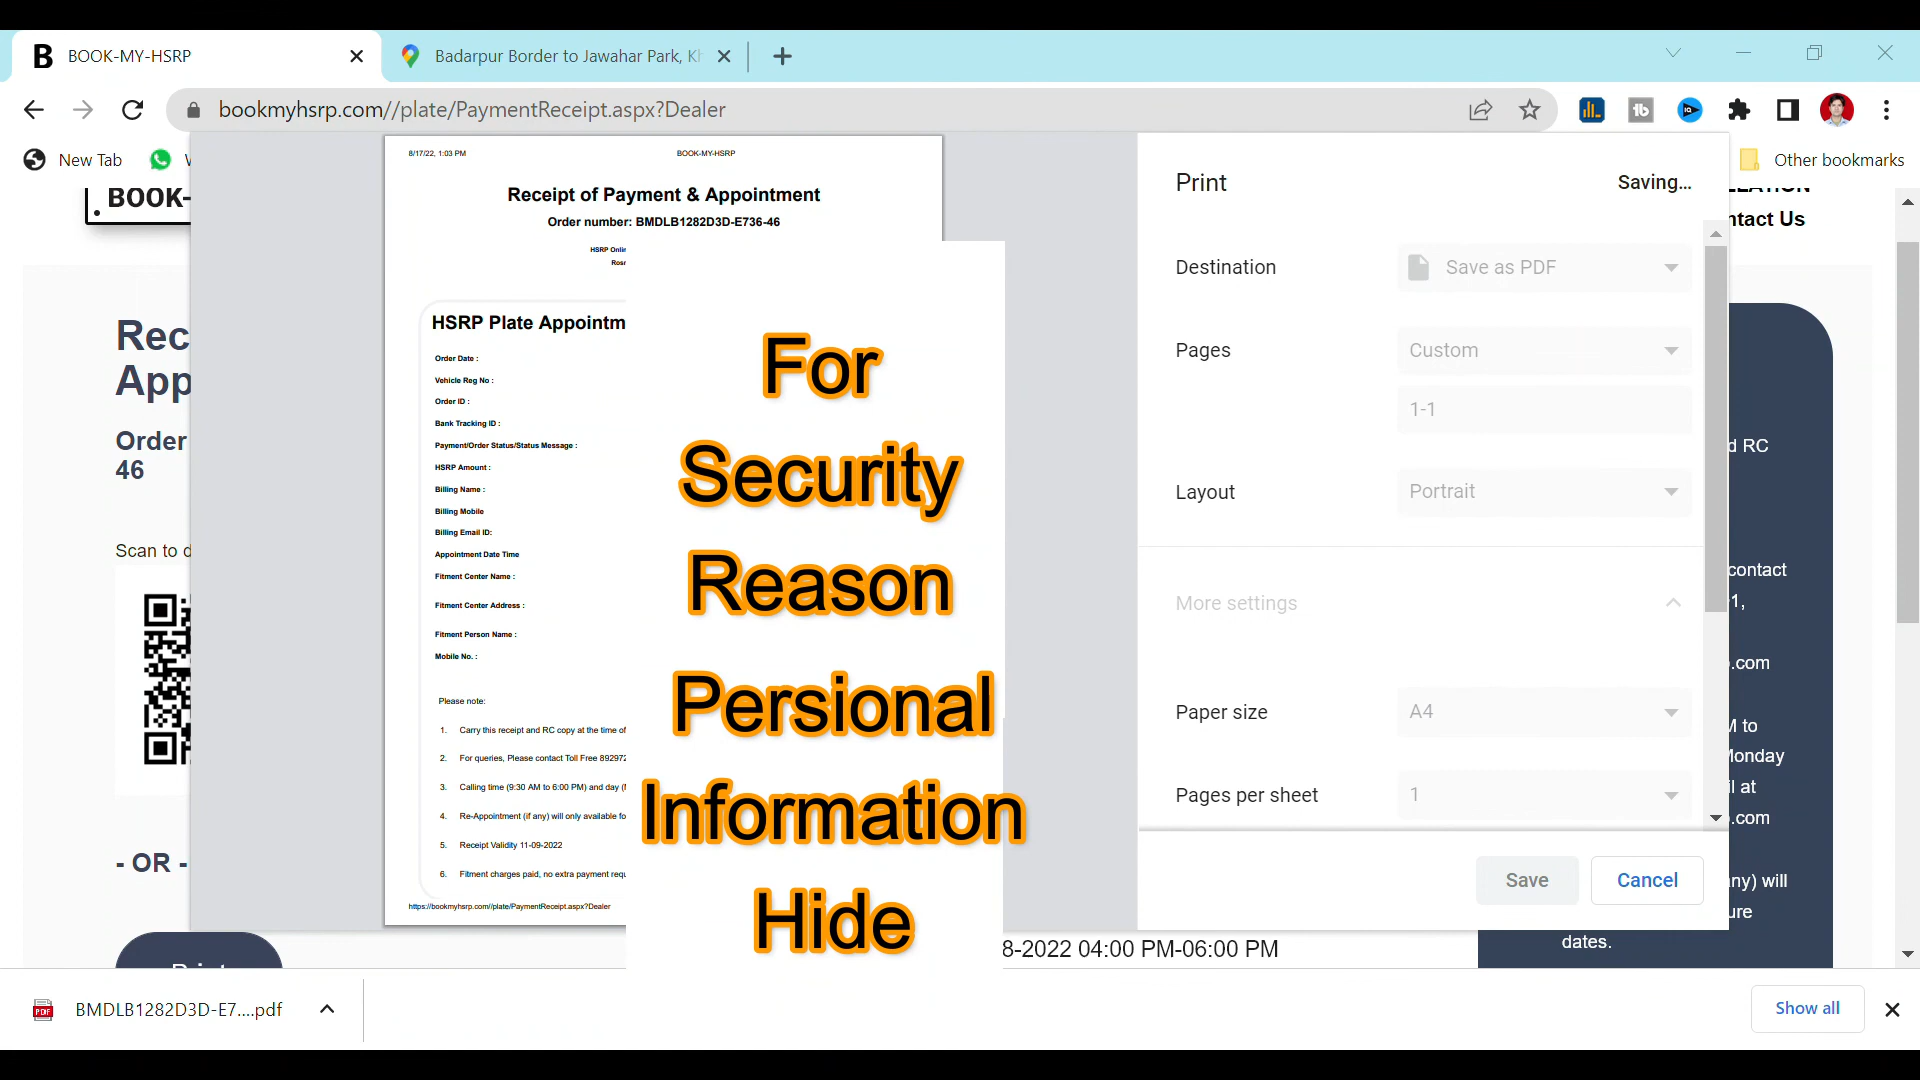 BOOK-MY-HSRP
Badarpur Border to Jawahar Park, Kh
bookmyhsrp.com//plate/PaymentReceipt.aspx?Dealer
New Tab
Other bookmarks
BOOK-
ntact Us
8/17/22, 1:03 PM
BOOK-MY-HSRP
Receipt of Payment & Appointment
Order number: BMDLB1282D3D-E736-46
HSRP Onlin
Rosm
HSRP Plate Appointm
Order Date :
Vehicle Reg No :
Order ID :
Bank Tracking ID :
Payment/Order Status/Status Message :
HSRP Amount :
Billing Name :
Billing Mobile
Billing Email ID:
Appointment Date Time
Fitment Center Name :
Fitment Center Address :
Fitment Person Name :
Mobile No. :
Please note:
1. Carry this receipt and RC copy at the time of
2. For queries, Please contact Toll Free 892972
3. Calling time (9:30 AM to 6:00 PM) and day (M
4. Re-Appointment (if any) will only available fo
5. Receipt Validity 11-09-2022
6. Fitment charges paid, no extra payment requ
https://bookmyhsrp.com//plate/PaymentReceipt.aspx?Dealer
For
Security
Reason
Persional
Information
Hide
Print
Saving...
Destination
Save as PDF
Pages
Custom
1-1
Layout
Portrait
More settings
Paper size
A4
Pages per sheet
1
Save
Cancel
Rec
App
Order
46
Scan to d
- OR -
Print
8-2022 04:00 PM-06:00 PM
d RC
contact
1,
.com
M to
Monday
il at
.com
ny) will
ure
dates.
BMDLB1282D3D-E7....pdf
Show all